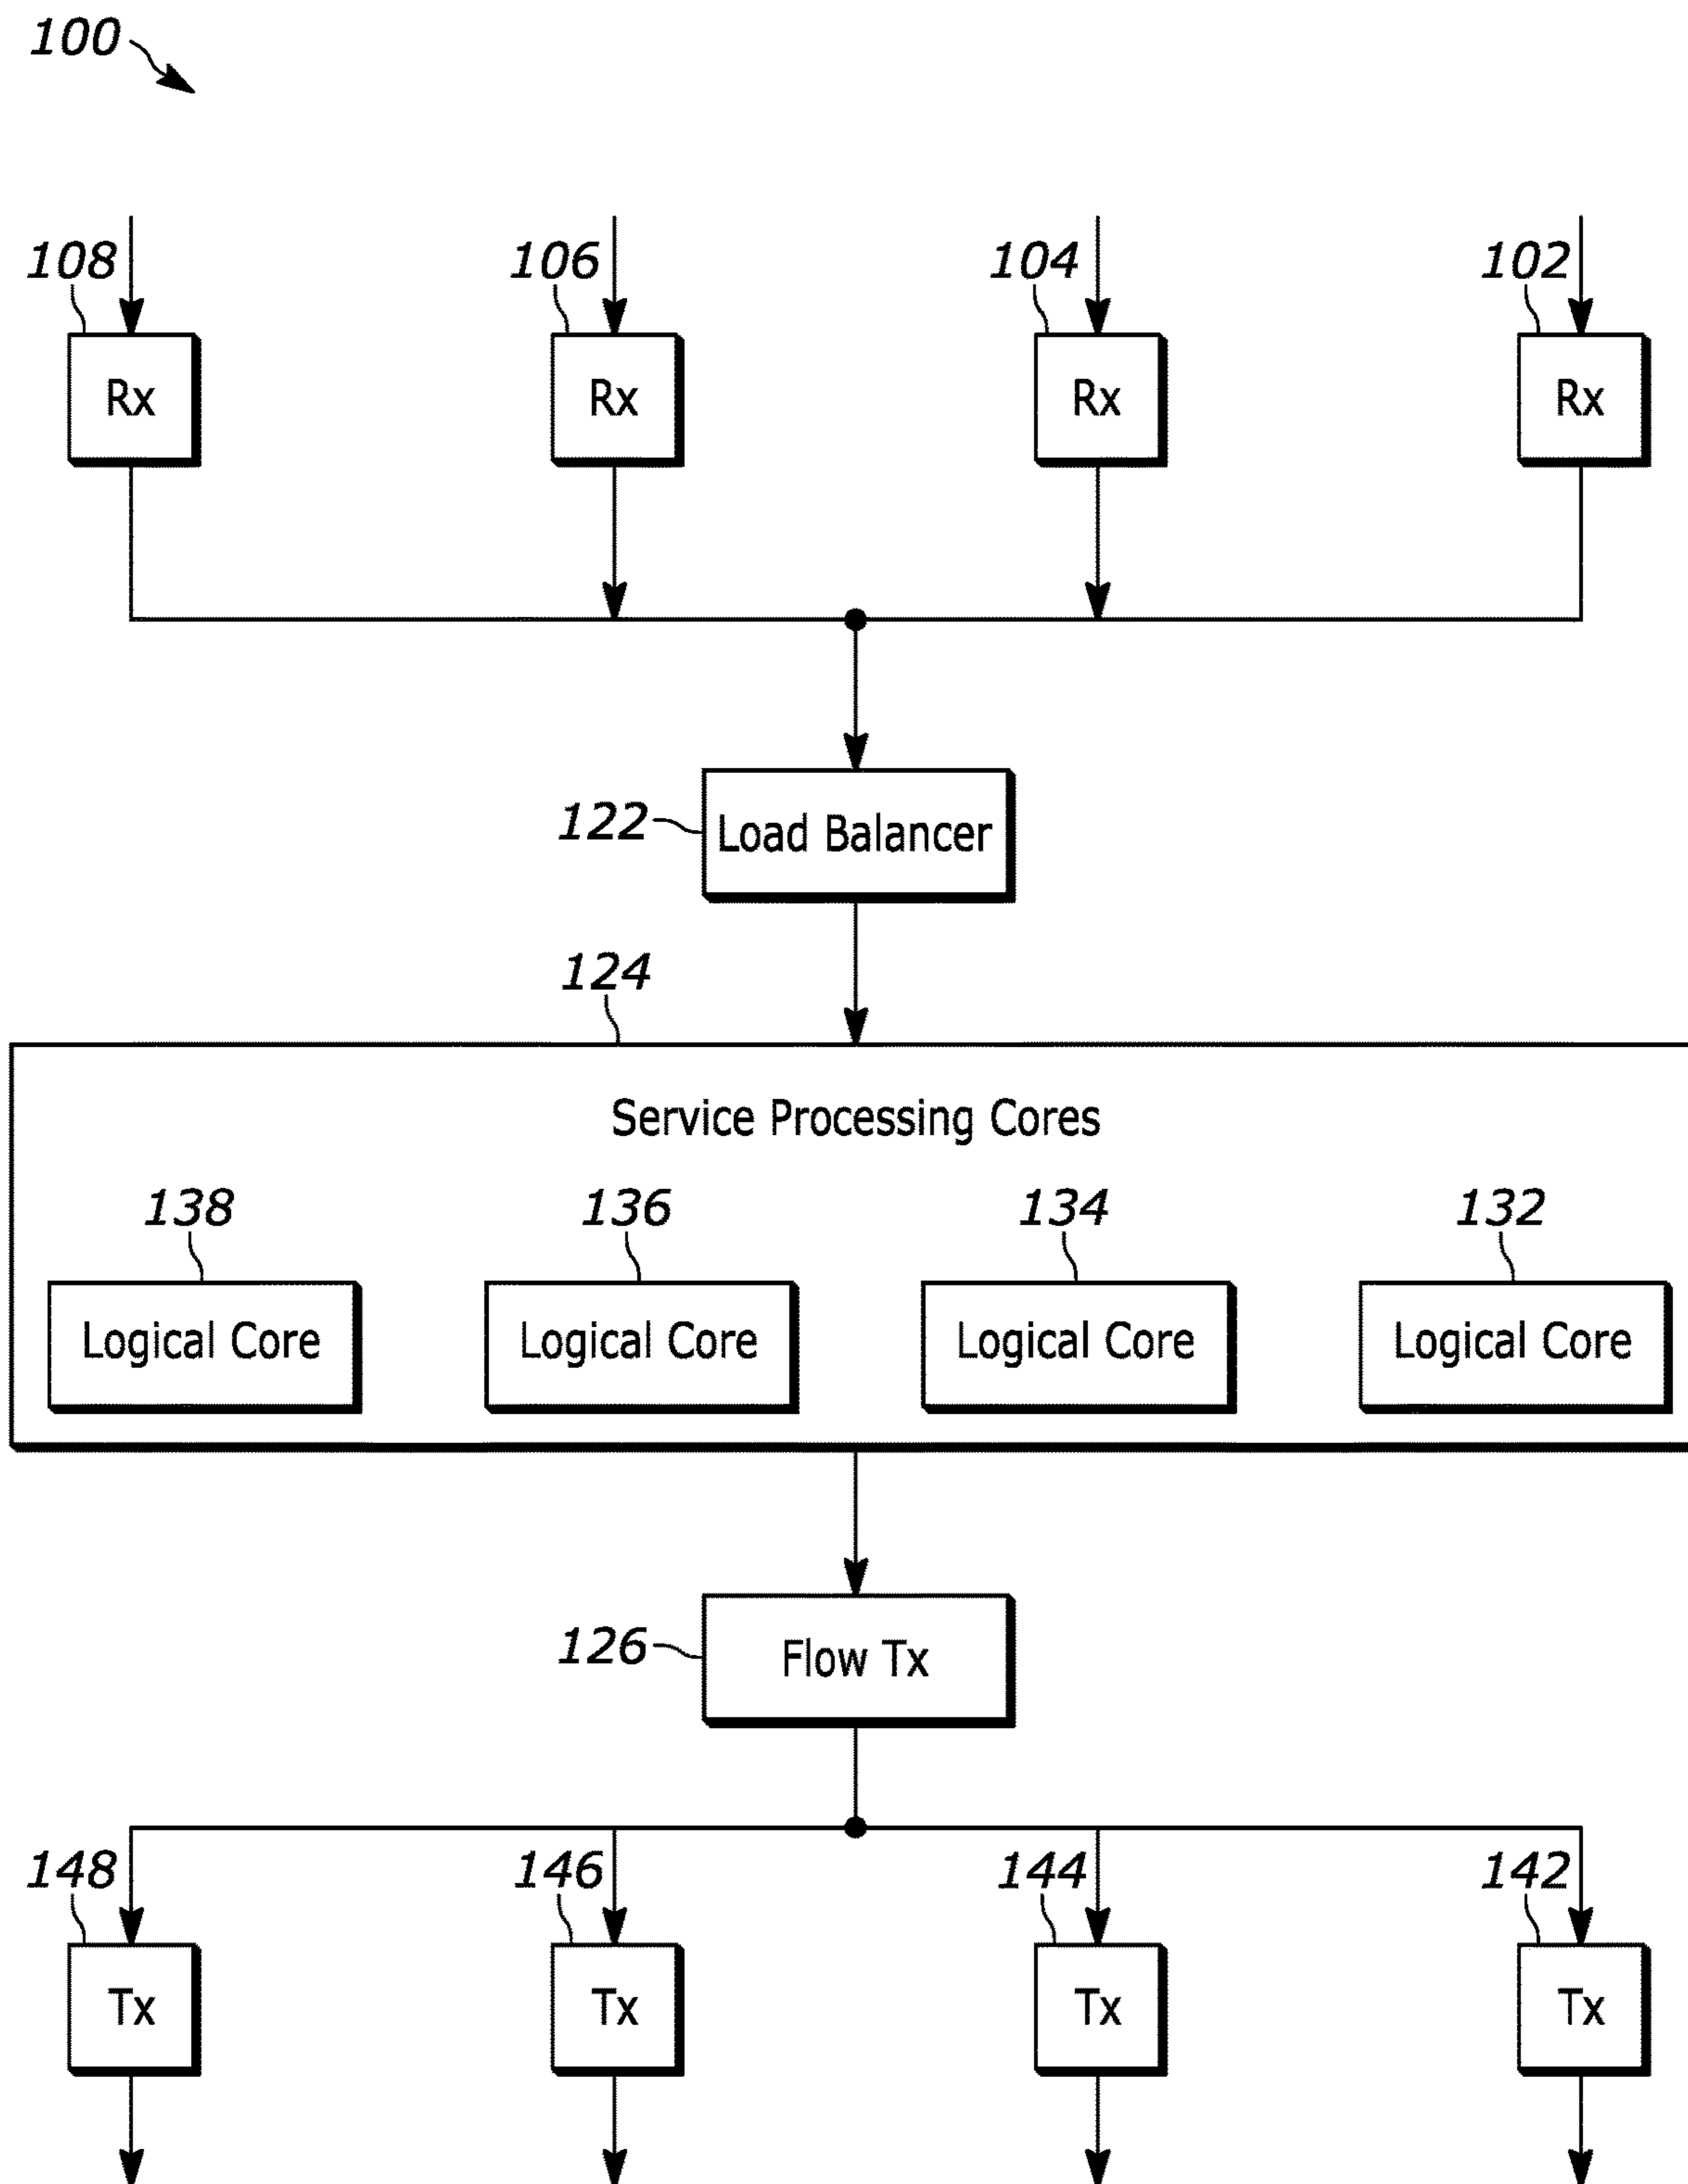 100
108 106 104 102
Rx Rx Rx Rx
122 Load Balancer
124
Service Processing Cores
138 136 134 132
Logical Core Logical Core Logical Core Logical Core
126 Flow Tx
148 146 144 142
Tx Tx Tx Tx